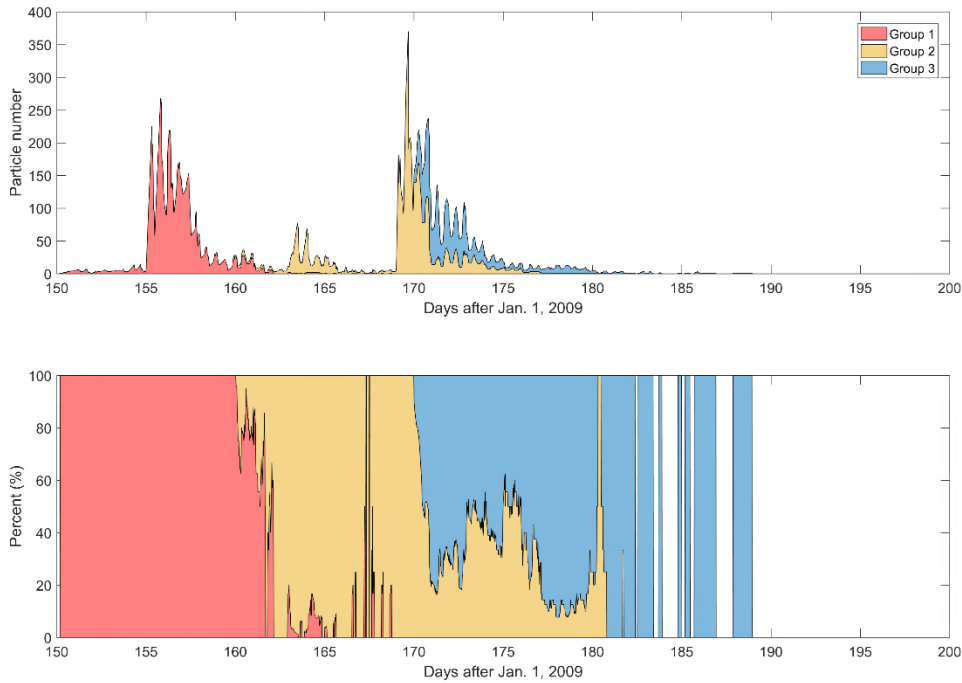 400
350
300
250
200
150
100
50
0
Particle number
Group 1
Group 2
Group 3
150 155 160 165 170 175 180 185 190 195 200
Days after Jan. 1, 2009
100
80
60
40
20
0
Percent (%)
150 155 160 165 170 175 180 185 190 195 200
Days after Jan. 1, 2009